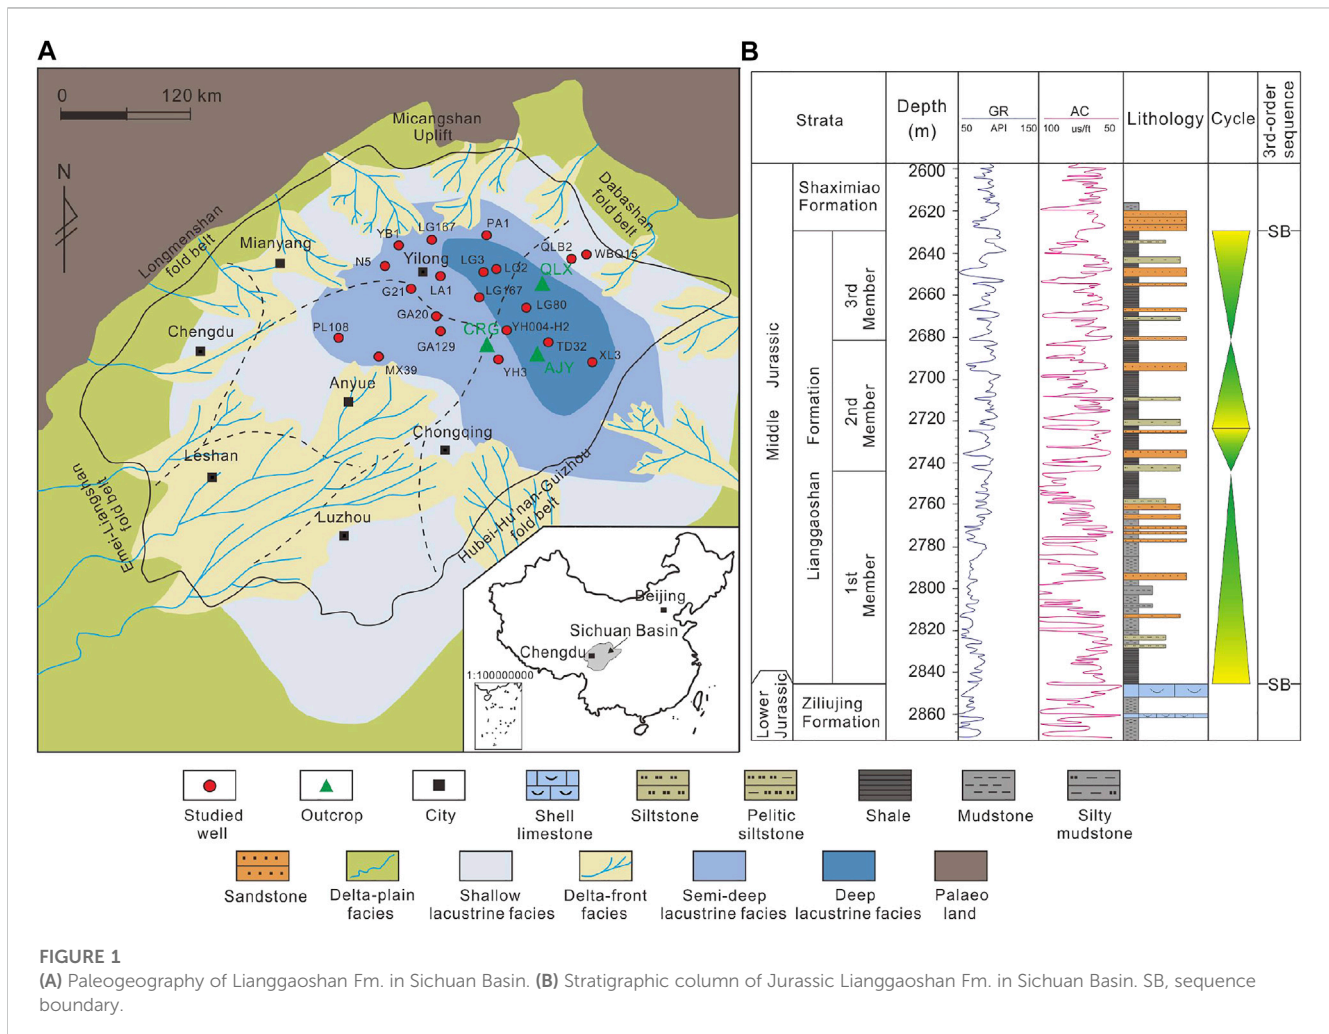 A
0 120 km
N
Micangshan
Uplift
Dabashan
fold belt
Longmenshan
fold belt
Mianyang
YB1
LG167
PA1
QLB2
WBQ15
N5
Yilong
LG3
LQ2
QLX
G21
LA1
LG167
LG80
GA20
CRG
YH004-H2
PL108
GA129
TD32
XL3
MX39
YH3
AJY
Chengdu
Anyue
Chongqing
Leshan
Luzhou
Emei-Liangshan
fold belt
Hubei-Hu nan-Guizhou
fold belt
Beijing
Sichuan Basin
Chengdu
1:100000000
B
Strata
Depth
(m)
GR
50 API 150
AC
100 us/ft 50
Lithology
Cycle
3rd-order
sequence
Middle Jurassic
Lower
Jurassic
Shaximiao
Formation
Lianggaoshan Formation
3rd
Member
2nd
Member
1st
Member
Ziliujing
Formation
2600
2620
2640
2660
2680
2700
2720
2740
2760
2780
2800
2820
2840
2860
SB
SB
Studied
well
Outcrop
City
Shell
limestone
Siltstone
Pelitic
siltstone
Shale
Mudstone
Silty
mudstone
Sandstone
Delta-plain
facies
Shallow
lacustrine facies
Delta-front
facies
Semi-deep
lacustrine facies
Deep
lacustrine facies
Palaeo
land
FIGURE 1
(A) Paleogeography of Lianggaoshan Fm. in Sichuan Basin. (B) Stratigraphic column of Jurassic Lianggaoshan Fm. in Sichuan Basin. SB, sequence
boundary.